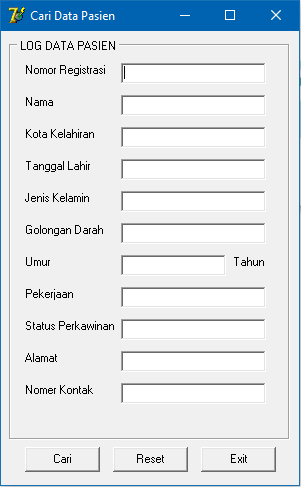 Cari Data Pasien
LOG DATA PASIEN
Nomor Registrasi
Nama
Kota Kelahiran
Tanggal Lahir
Jenis Kelamin
Golongan Darah
Umur Tahun
Pekerjaan
Status Perkawinan
Alamat
Nomer Kontak
Cari Reset Exit